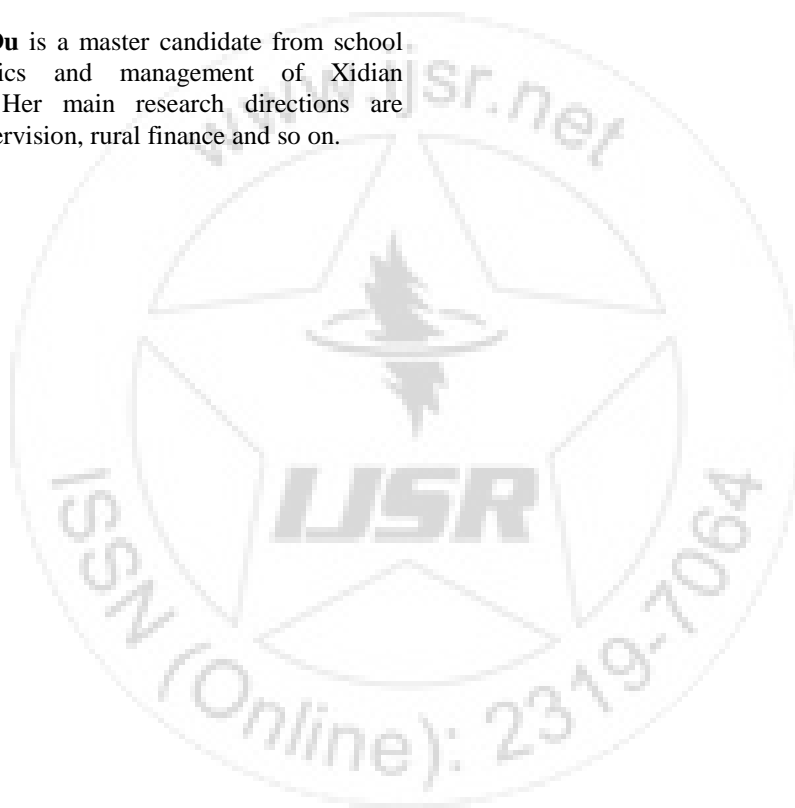 Du is a master candidate from school
ics and management of Xidian
Her main research directions are
ervision, rural finance and so on.
www.ijsr.net
IJSR
ISSN (Online): 2319-7064